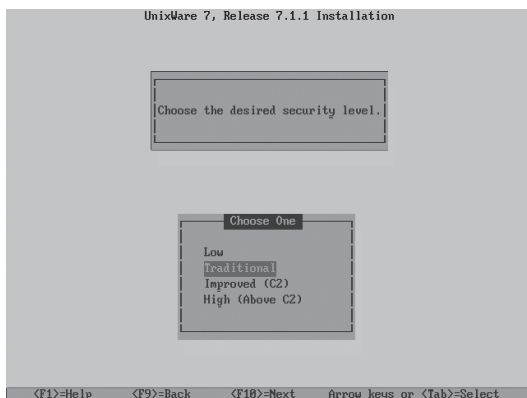 UnixWare 7, Release 7.1.1 Installation
Choose the desired security level.
Choose One
Low
Traditional
Improved (C2)
High (Above C2)
<F1>=Help <F9>=Back <F10>=Next Arrow keys or <Tab>=Select